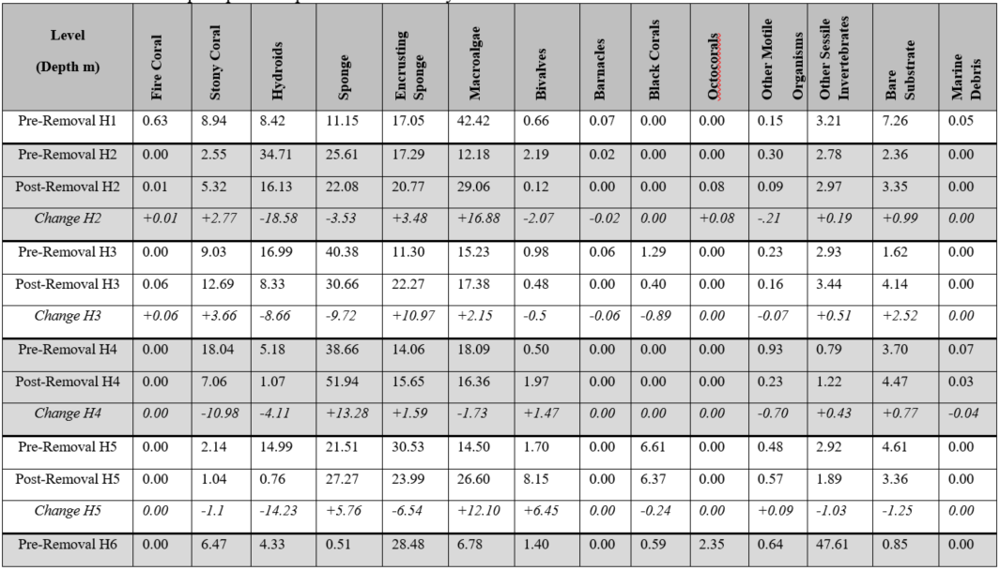 Level (Depth m) Fire Coral Stony Coral Hydroids Sponge Encrusting Sponge Macroalgae Bivalves Barnacles Black Corals Octocorals Other Motile Organisms Other Sessile Invertebrates Bare Substrate Marine Debris
Pre-Removal H1 0.63 8.94 8.42 11.15 17.05 42.42 0.66 0.07 0.00 0.00 0.15 3.21 7.26 0.05
Pre-Removal H2 0.00 2.55 34.71 25.61 17.29 12.18 2.19 0.02 0.00 0.00 0.30 2.78 2.36 0.00
Post-Removal H2 0.01 5.32 16.13 22.08 20.77 29.06 0.12 0.00 0.00 0.08 0.09 2.97 3.35 0.00
Change H2 +0.01 +2.77 -18.58 -3.53 +3.48 +16.88 -2.07 -0.02 0.00 +0.08 -.21 +0.19 +0.99 0.00
Pre-Removal H3 0.00 9.03 16.99 40.38 11.30 15.23 0.98 0.06 1.29 0.00 0.23 2.93 1.62 0.00
Post-Removal H3 0.06 12.69 8.33 30.66 22.27 17.38 0.48 0.00 0.40 0.00 0.16 3.44 4.14 0.00
Change H3 +0.06 +3.66 -8.66 -9.72 +10.97 +2.15 -0.5 -0.06 -0.89 0.00 -0.07 +0.51 +2.52 0.00
Pre-Removal H4 0.00 18.04 5.18 38.66 14.06 18.09 0.50 0.00 0.00 0.00 0.93 0.79 3.70 0.07
Post-Removal H4 0.00 7.06 1.07 51.94 15.65 16.36 1.97 0.00 0.00 0.00 0.23 1.22 4.47 0.03
Change H4 0.00 -10.98 -4.11 +13.28 +1.59 -1.73 +1.47 0.00 0.00 0.00 -0.70 +0.43 +0.77 -0.04
Pre-Removal H5 0.00 2.14 14.99 21.51 30.53 14.50 1.70 0.00 6.61 0.00 0.48 2.92 4.61 0.00
Post-Removal H5 0.00 1.04 0.76 27.27 23.99 26.60 8.15 0.00 6.37 0.00 0.57 1.89 3.36 0.00
Change H5 0.00 -1.1 -14.23 +5.76 -6.54 +12.10 +6.45 0.00 -0.24 0.00 +0.09 -1.03 -1.25 0.00
Pre-Removal H6 0.00 6.47 4.33 0.51 28.48 6.78 1.40 0.00 0.59 2.35 0.64 47.61 0.85 0.00